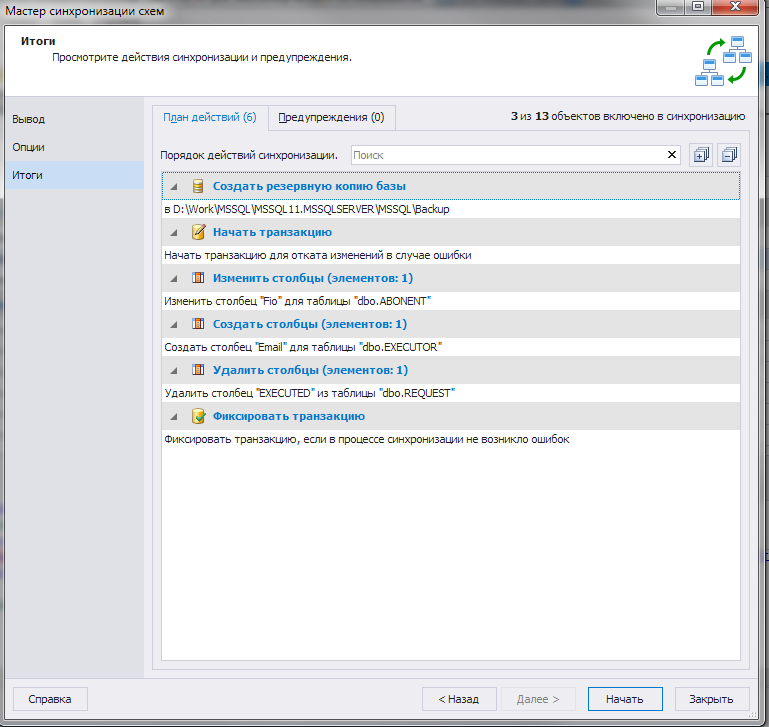 Мастер синхронизации схем
Итоги
Просмотрите действия синхронизации и предупреждения.
Вывод
Опции
Итоги
План действий (6)
Предупреждения (0)
3 из 13 объектов включено в синхронизацию
Порядок действий синхронизации.
Поиск
Создать резервную копию базы
в D:\Work\MSSQL\MSSQL11.MSSQLSERVER\MSSQL\Backup
Начать транзакцию
Начать транзакцию для отката изменений в случае ошибки
Изменить столбцы (элементов: 1)
Изменить столбец "Fio" для таблицы "dbo.ABONENT"
Создать столбцы (элементов: 1)
Создать столбец "Email" для таблицы "dbo.EXECUTOR"
Удалить столбцы (элементов: 1)
Удалить столбец "EXECUTED" из таблицы "dbo.REQUEST"
Фиксировать транзакцию
Фиксировать транзакцию, если в процессе синхронизации не возникло ошибок
Справка
< Назад
Далее >
Начать
Закрыть